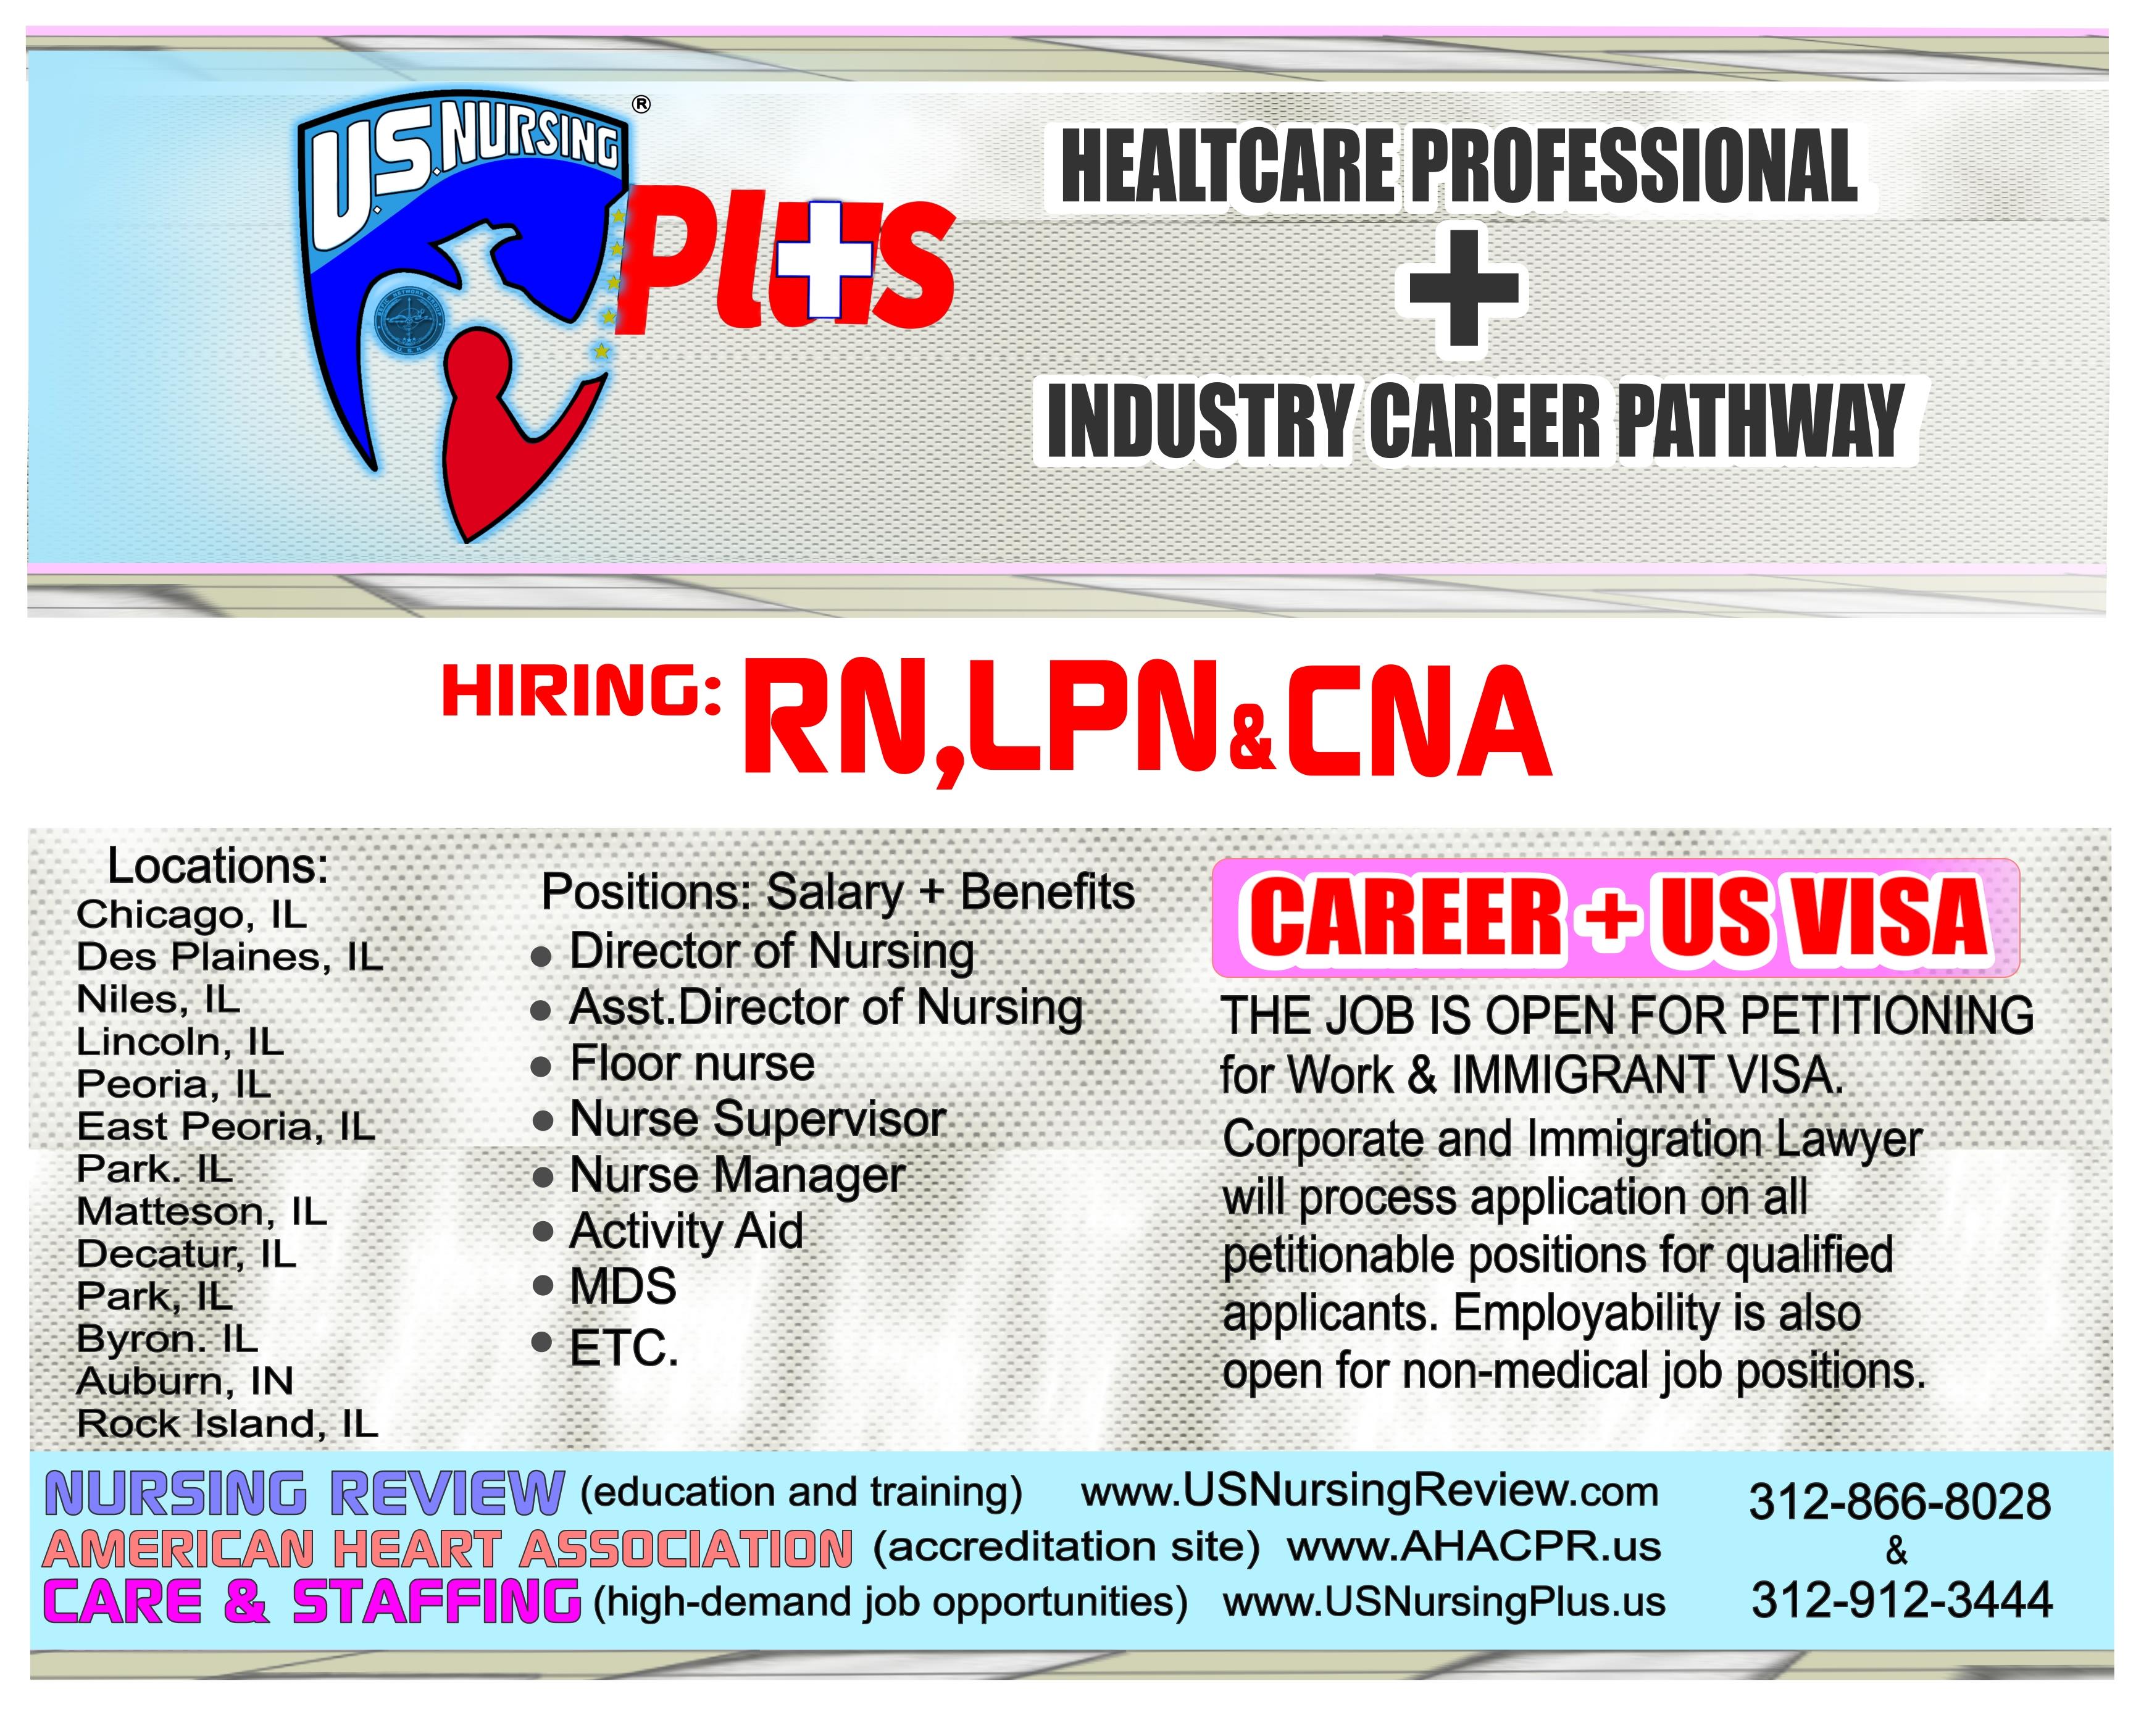 U.S. NURSING
®
Plus
HEALTCARE PROFESSIONAL
+
INDUSTRY CAREER PATHWAY
HIRING: RN,LPN&CNA
Locations:
Chicago, IL
Des Plaines, IL
Niles, IL
Lincoln, IL
Peoria, IL
East Peoria, IL
Park. IL
Matteson, IL
Decatur, IL
Park, IL
Byron. IL
Auburn, IN
Rock Island, IL
Positions: Salary + Benefits
• Director of Nursing
• Asst.Director of Nursing
• Floor nurse
• Nurse Supervisor
• Nurse Manager
• Activity Aid
• MDS
• ETC.
CAREER + US VISA
THE JOB IS OPEN FOR PETITIONING
for Work & IMMIGRANT VISA.
Corporate and Immigration Lawyer
will process application on all
petitionable positions for qualified
applicants. Employability is also
open for non-medical job positions.
NURSING REVIEW (education and training) www.USNursingReview.com
AMERICAN HEART ASSOCIATION (accreditation site) www.AHACPR.us
CARE & STAFFING (high-demand job opportunities) www.USNursingPlus.us
312-866-8028
&
312-912-3444